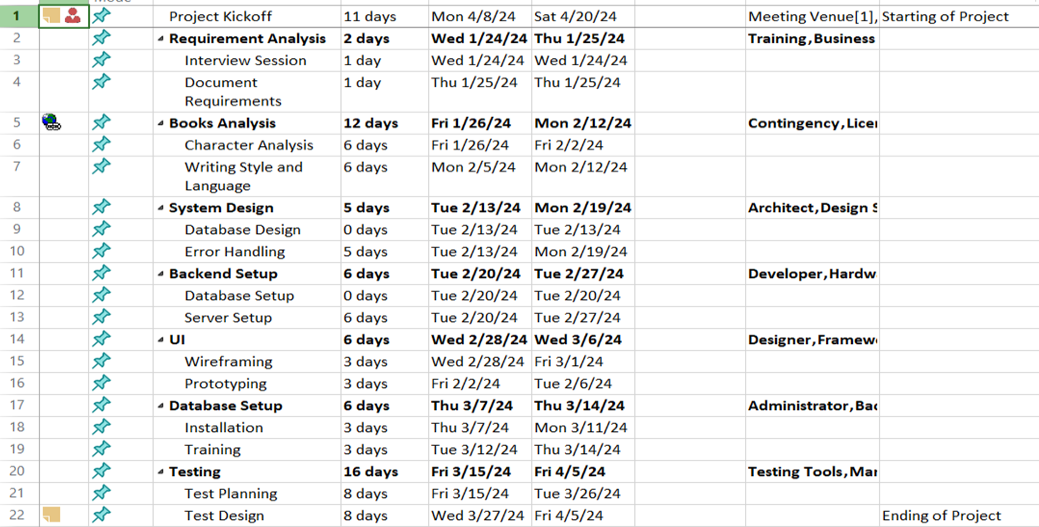 1 Project Kickoff 11 days Mon 4/8/24 Sat 4/20/24 Meeting Venue[1], Starting of Project
2 Requirement Analysis 2 days Wed 1/24/24 Thu 1/25/24 Training,Business
3 Interview Session 1 day Wed 1/24/24 Wed 1/24/24
4 Document 1 day Thu 1/25/24 Thu 1/25/24
Requirements
5 Books Analysis 12 days Fri 1/26/24 Mon 2/12/24 Contingency,Licen
6 Character Analysis 6 days Fri 1/26/24 Fri 2/2/24
7 Writing Style and 6 days Mon 2/5/24 Mon 2/12/24
Language
8 System Design 5 days Tue 2/13/24 Mon 2/19/24 Architect,Design S
9 Database Design 0 days Tue 2/13/24 Tue 2/13/24
10 Error Handling 5 days Tue 2/13/24 Mon 2/19/24
11 Backend Setup 6 days Tue 2/20/24 Tue 2/27/24 Developer,Hardw
12 Database Setup 0 days Tue 2/20/24 Tue 2/20/24
13 Server Setup 6 days Tue 2/20/24 Tue 2/27/24
14 UI 6 days Wed 2/28/24 Wed 3/6/24 Designer,Framew
15 Wireframing 3 days Wed 2/28/24 Fri 3/1/24
16 Prototyping 3 days Fri 2/2/24 Tue 2/6/24
17 Database Setup 6 days Thu 3/7/24 Thu 3/14/24 Administrator,Bac
18 Installation 3 days Thu 3/7/24 Mon 3/11/24
19 Training 3 days Tue 3/12/24 Thu 3/14/24
20 Testing 16 days Fri 3/15/24 Fri 4/5/24 Testing Tools,Mar
21 Test Planning 8 days Fri 3/15/24 Tue 3/26/24
22 Test Design 8 days Wed 3/27/24 Fri 4/5/24 Ending of Project